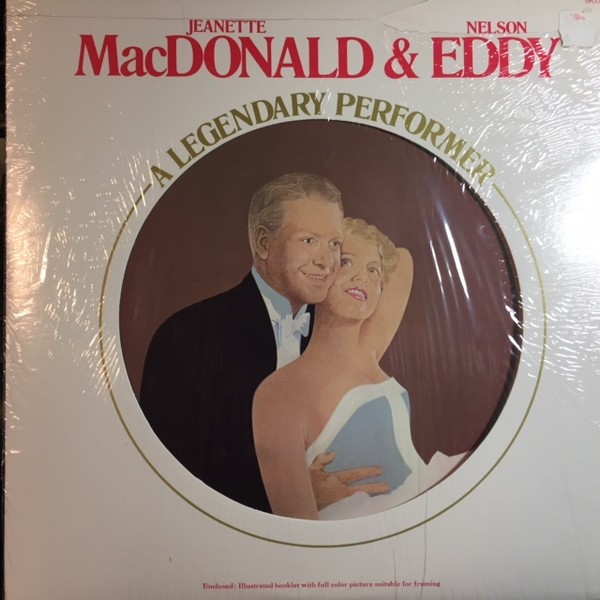 JEANETTE NELSON
MacDONALD & EDDY
A LEGENDARY PERFORMER
Enclosed: Illustrated booklet with full color picture suitable for framing